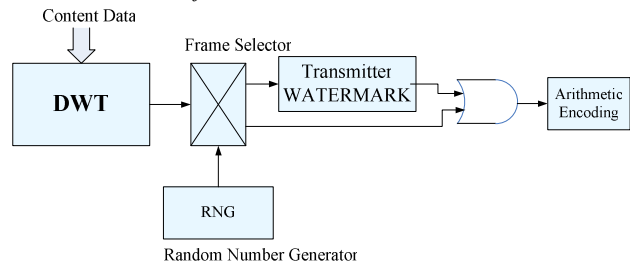 Content Data
Frame Selector
DWT
Transmitter
WATERMARK
Arithmetic
Encoding
RNG
Random Number Generator